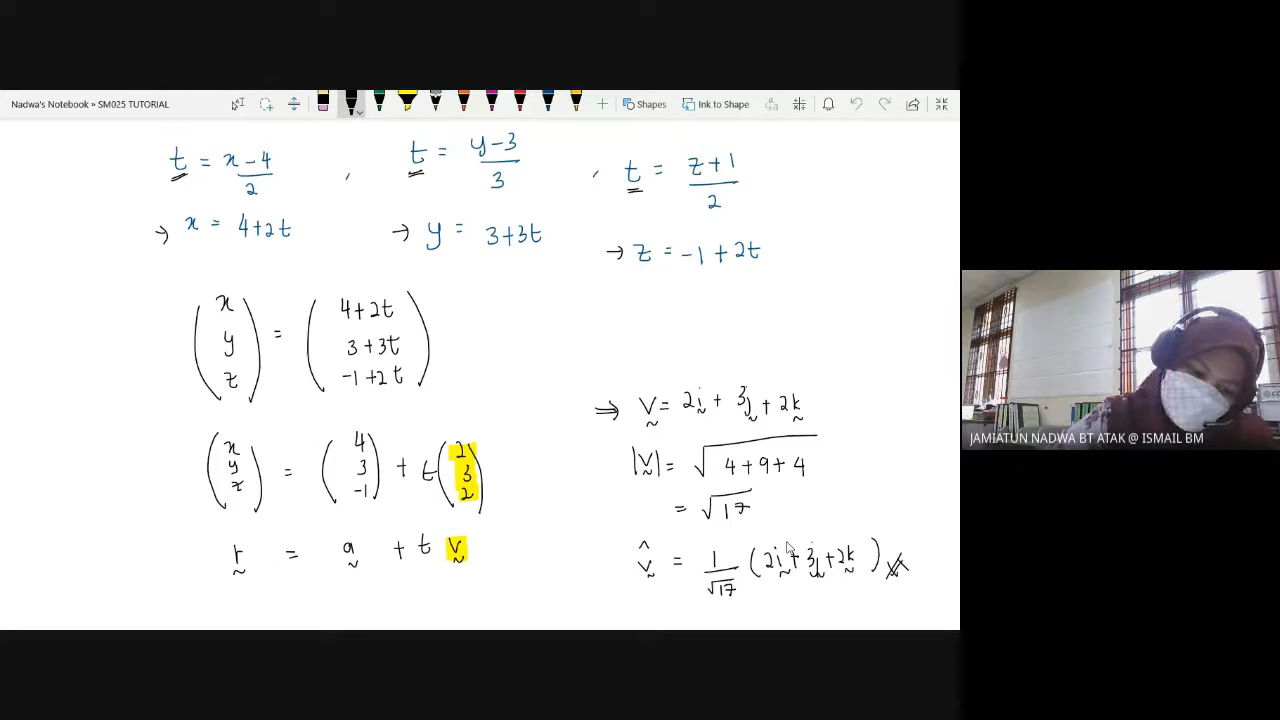 Nadwa's Notebook » SM025 TUTORIAL
Shapes Ink to Shape
t = x-4/2 , t = y-3/3 , t = z+1/2
→ x = 4+2t → y = 3+3t → z = -1+2t
(x y z) = (4+2t 3+3t -1+2t)
(x y z) = (4 3 -1) + t(2 3 2)
r = a + t v
⇒ v = 2i + 3j + 2k
|v| = √4+9+4
= √17
v̂ = 1/√17 (2i+3j+2k)
JAMIATUN NADWA BT ATAK @ ISMAIL BM